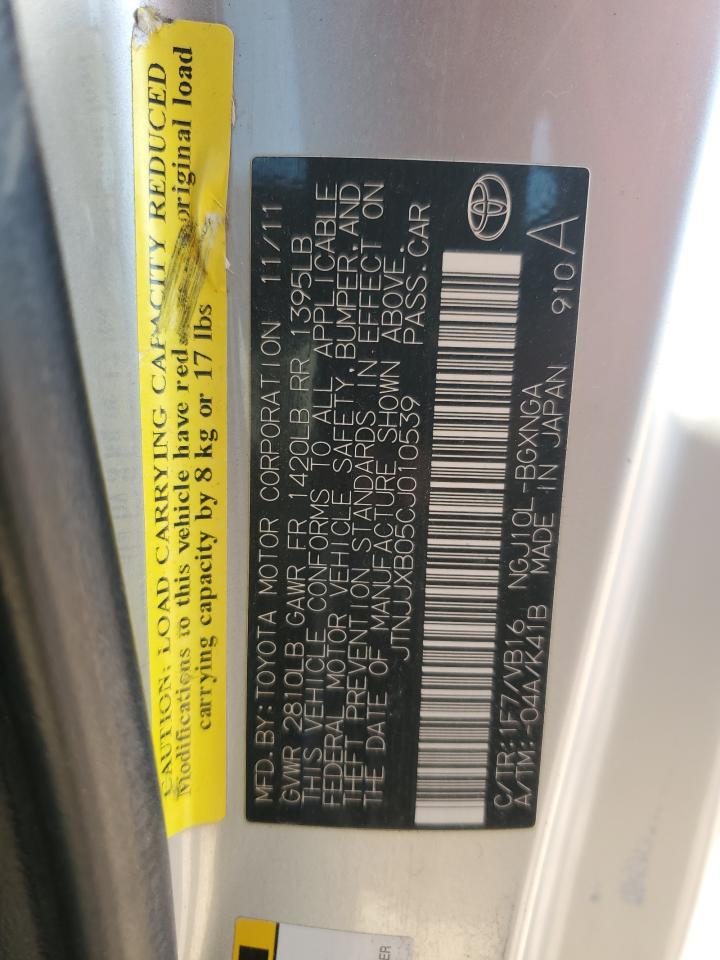 CAUTION: LOAD CARRYING CAPACITY REDUCED
Modifications to this vehicle have original load
carrying capacity by 8 kg or 17 lbs
MFD.BY:TOYOTA MOTOR CORPORATION 11/11
GVWR 2810LB GAWR FR 1420LB RR 1395LB
THIS VEHICLE CONFORMS TO ALL APPLICABLE
FEDERAL MOTOR VEHICLE SAFETY, BUMPER, AND
THEFT PREVENTION STANDARDS IN EFFECT ON
THE DATE OF MANUFACTURE SHOWN ABOVE.
JTNJJXB05CJ010539 PASS.CAR
C/TR:1F7/VB16 NGJ10L -BGXNGA
A/TM:-04A/K41B MADE IN JAPAN 910 A